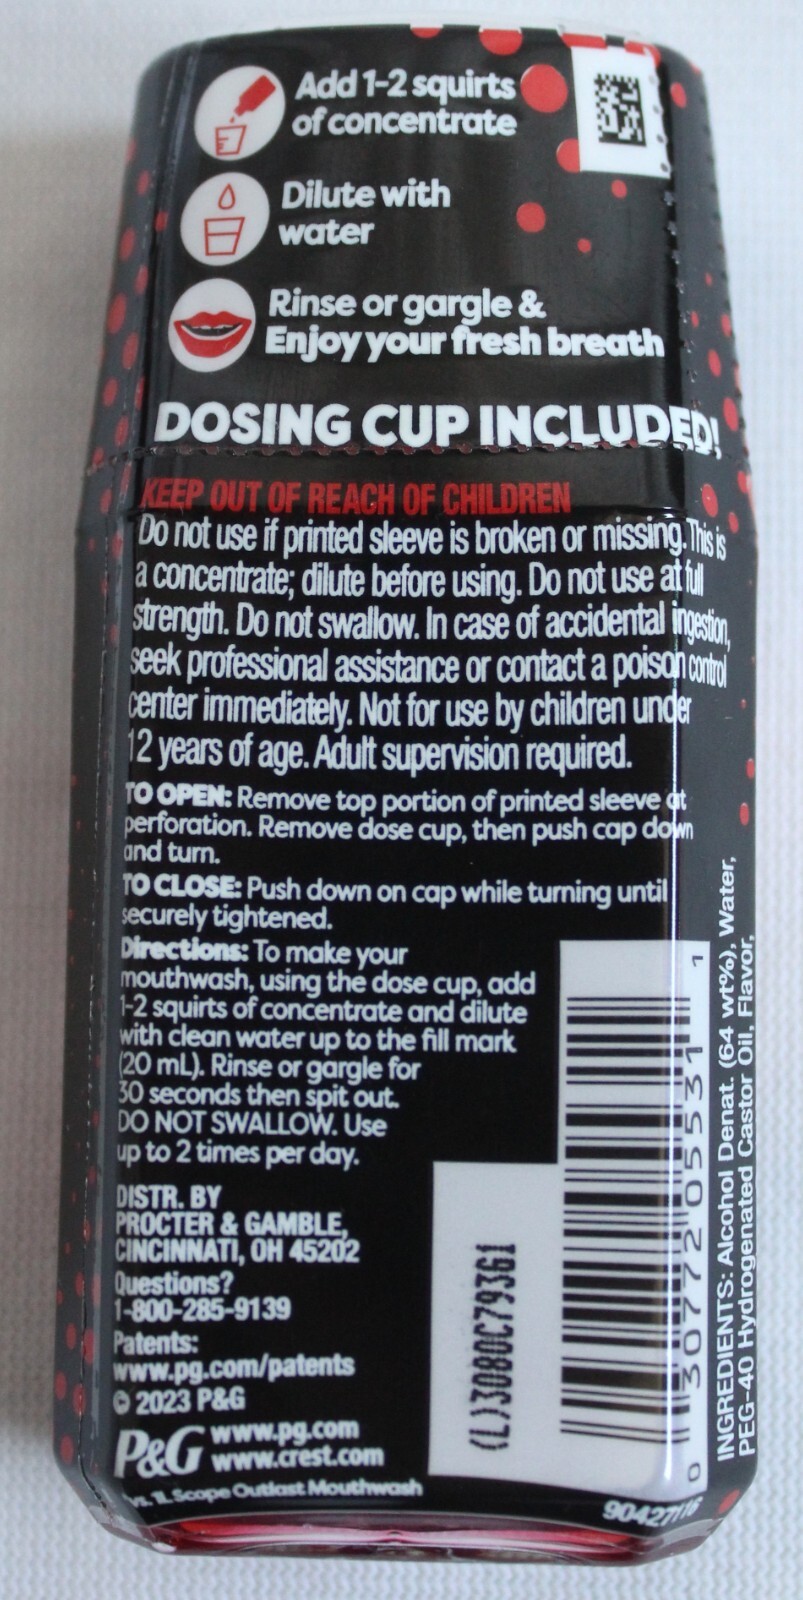 Add 1-2 squirts
of concentrate
Dilute with
water
Rinse or gargle &
Enjoy your fresh breath
DOSING CUP INCLUDED!
KEEP OUT OF REACH OF CHILDREN
Do not use if printed sleeve is broken or missing. This is
a concentrate; dilute before using. Do not use at full
strength. Do not swallow. In case of accidental ingestion,
seek professional assistance or contact a poison control
center immediately. Not for use by children under
12 years of age. Adult supervision required.
TO OPEN: Remove top portion of printed sleeve at
perforation. Remove dose cup, then push cap down
and turn.
TO CLOSE: Push down on cap while turning until
securely tightened.
Directions: To make your
mouthwash, using the dose cup, add
1-2 squirts of concentrate and dilute
with clean water up to the fill mark
(20 mL). Rinse or gargle for
30 seconds then spit out.
DO NOT SWALLOW. Use
up to 2 times per day.
DISTR. BY
PROCTER & GAMBLE,
CINCINNATI, OH 45202
Questions?
1-800-285-9139
Patents:
www.pg.com/patents
© 2023 P&G
P&G www.pg.com
www.crest.com
vs. 1L Scope Outlast Mouthwash
(L)3080C79361
0 30772 05531 1
90427116
INGREDIENTS: Alcohol Denat. (64 wt%), Water,
PEG-40 Hydrogenated Castor Oil, Flavor,